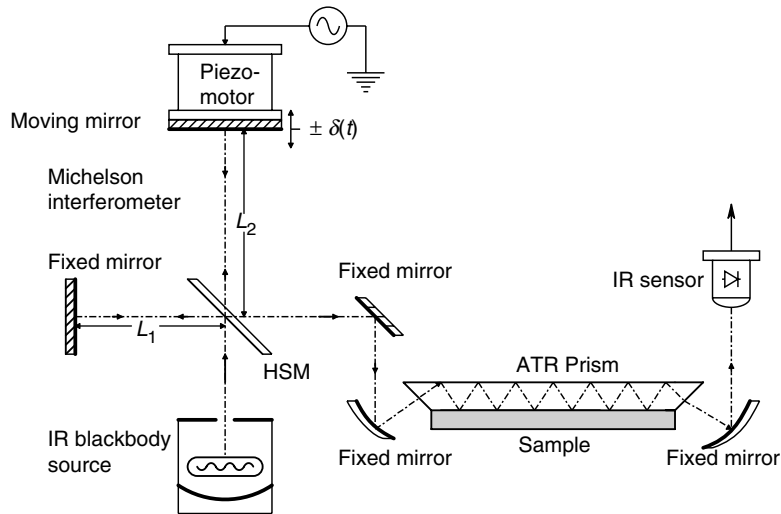 Piezo-
motor
Moving mirror
± δ(t)
Michelson
interferometer
L2
Fixed mirror
Fixed mirror
IR sensor
L1
HSM
ATR Prism
IR blackbody
source
Fixed mirror
Sample
Fixed mirror